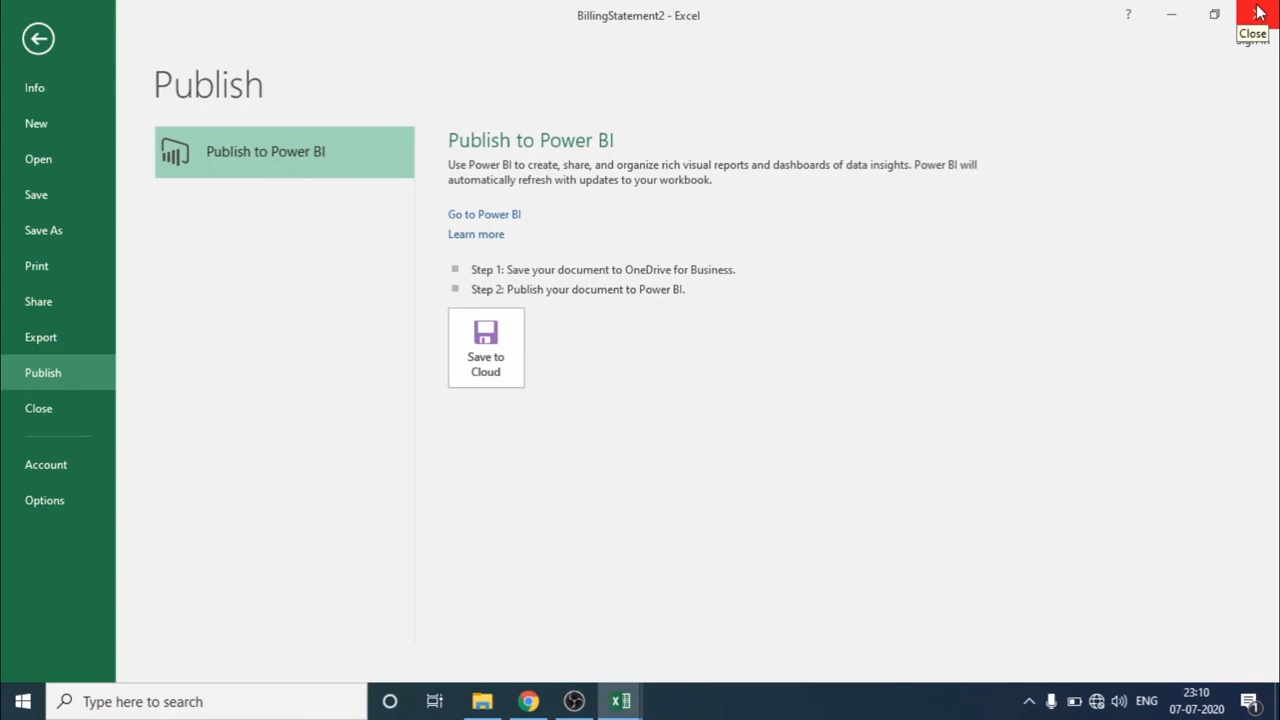 BillingStatement2 - Excel
?
Close
Info
New
Open
Save
Save As
Print
Share
Export
Publish
Close
Account
Options
Publish
Publish to Power BI
Publish to Power BI
Use Power BI to create, share, and organize rich visual reports and dashboards of data insights. Power BI will
automatically refresh with updates to your workbook.
Go to Power BI
Learn more
Step 1: Save your document to OneDrive for Business.
Step 2: Publish your document to Power BI.
Save to
Cloud
Type here to search
ENG
23:10
07-07-2020
1